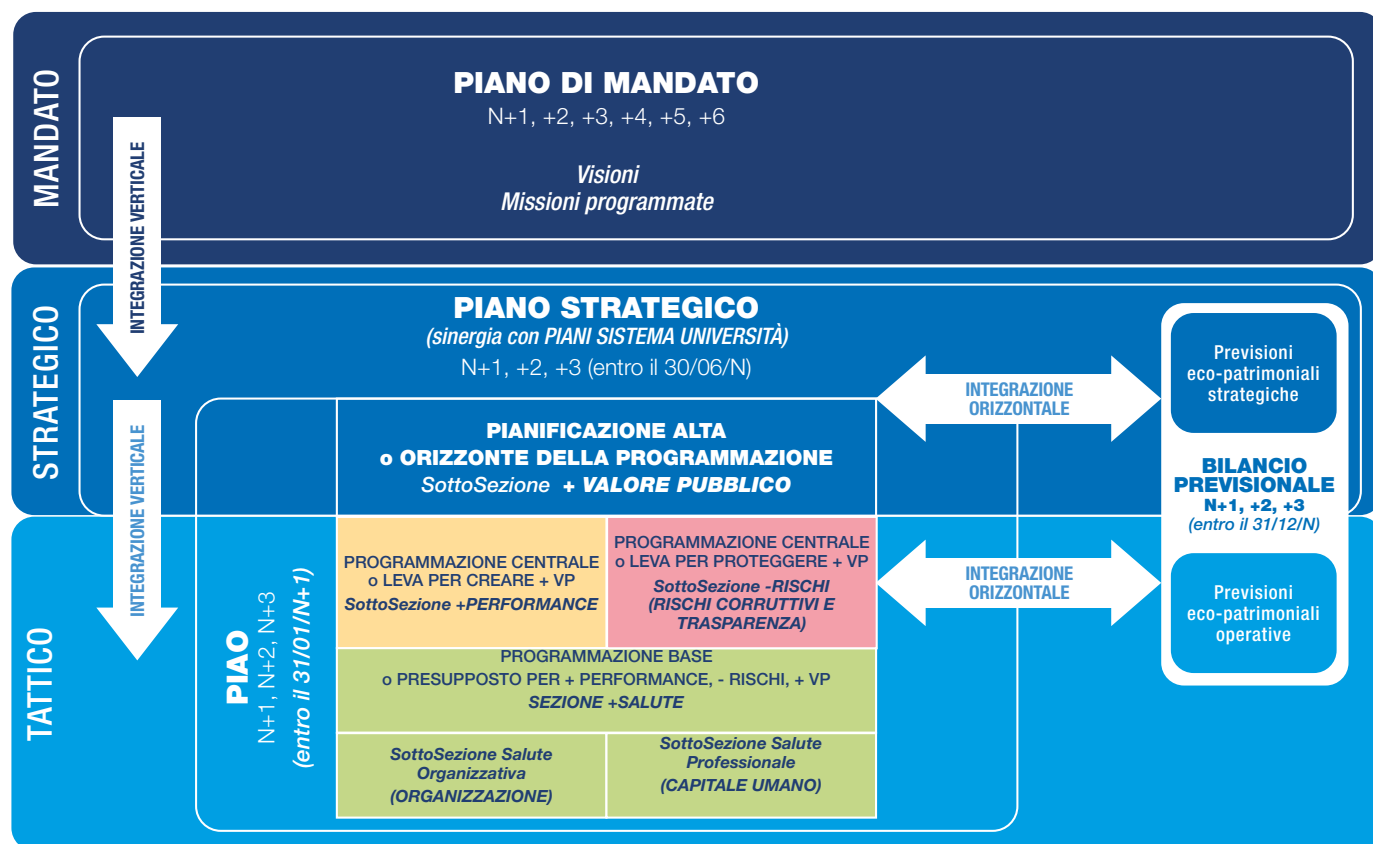 MANDATO
PIANO DI MANDATO
N+1, +2, +3, +4, +5, +6
Visioni
Missioni programmate
INTEGRAZIONE VERTICALE
STRATEGICO
PIANO STRATEGICO
(sinergia con PIANI SISTEMA UNIVERSITÀ)
N+1, +2, +3 (entro il 30/06/N)
INTEGRAZIONE
ORIZZONTALE
Previsioni
eco-patrimoniali
strategiche
PIANIFICAZIONE ALTA
o ORIZZONTE DELLA PROGRAMMAZIONE
SottoSezione + VALORE PUBBLICO
BILANCIO
PREVISIONALE
N+1, +2, +3
(entro il 31/12/N)
INTEGRAZIONE VERTICALE
TATTICO
PIAO
N+1, N+2, N+3
(entro il 31/01/N+1)
PROGRAMMAZIONE CENTRALE
o LEVA PER CREARE + VP
SottoSezione +PERFORMANCE
PROGRAMMAZIONE CENTRALE
o LEVA PER PROTEGGERE + VP
SottoSezione -RISCHI
(RISCHI CORRUTTIVI E
TRASPARENZA)
INTEGRAZIONE
ORIZZONTALE
Previsioni
eco-patrimoniali
operative
PROGRAMMAZIONE BASE
o PRESUPPOSTO PER + PERFORMANCE, - RISCHI, + VP
SEZIONE +SALUTE
SottoSezione Salute
Organizzativa
(ORGANIZZAZIONE)
SottoSezione Salute
Professionale
(CAPITALE UMANO)